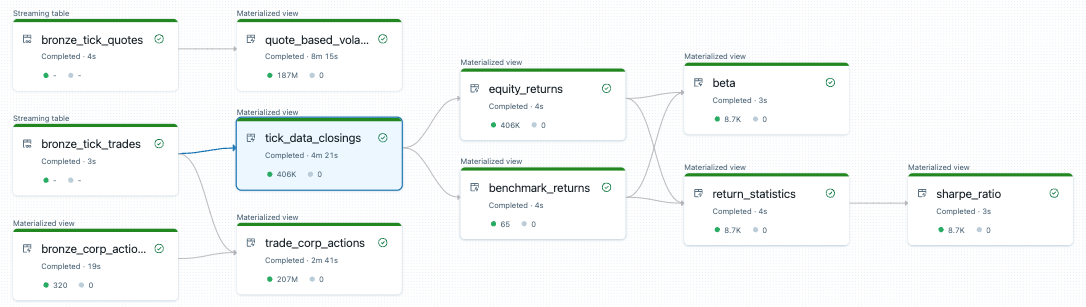 Streaming table
bronze_tick_quotes
Completed · 4s
- -
Materialized view
quote_based_vola...
Completed · 8m 15s
187M 0
Streaming table
bronze_tick_trades
Completed · 3s
- -
Materialized view
tick_data_closings
Completed · 4m 21s
406K 0
Materialized view
bronze_corp_actio...
Completed · 19s
320 0
Materialized view
trade_corp_actions
Completed · 2m 41s
207M 0
Materialized view
equity_returns
Completed · 4s
406K 0
Materialized view
benchmark_returns
Completed · 4s
65 0
Materialized view
beta
Completed · 3s
8.7K 0
Materialized view
return_statistics
Completed · 4s
8.7K 0
Materialized view
sharpe_ratio
Completed · 3s
8.7K 0